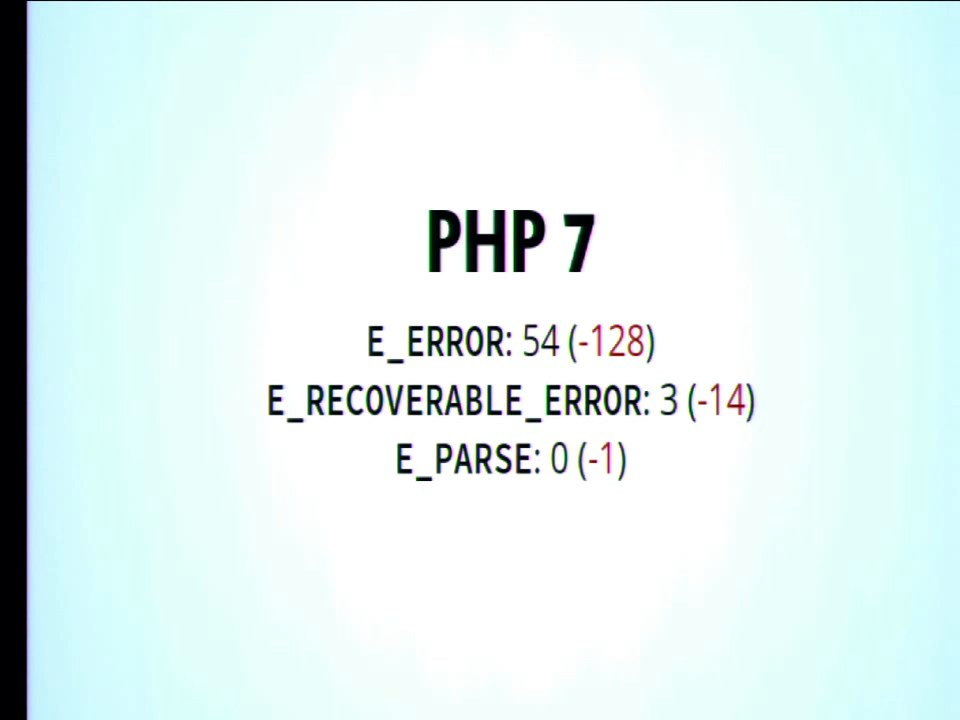 PHP 7
E_ERROR: 54 (-128)
E_RECOVERABLE_ERROR: 3 (-14)
E_PARSE: 0 (-1)